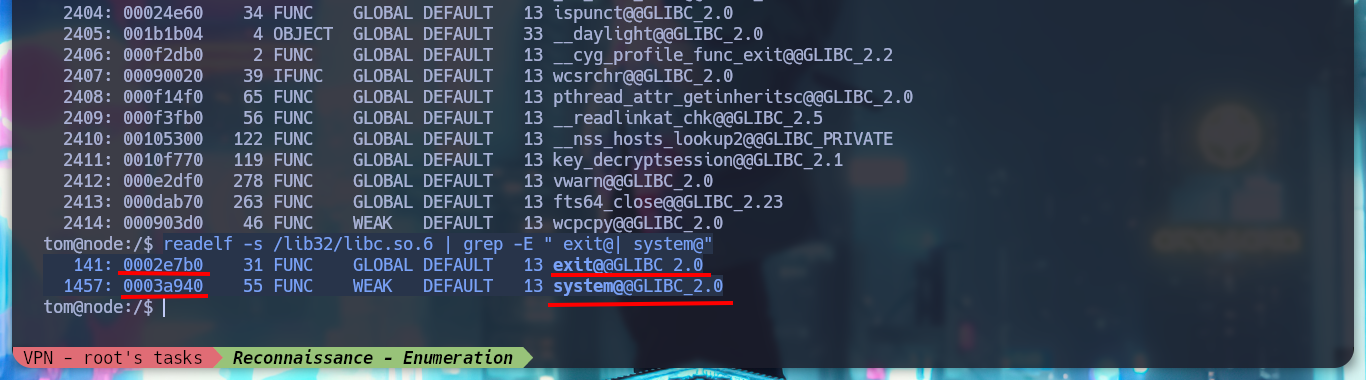 2404: 00024e60    34 FUNC    GLOBAL DEFAULT   13 ispunct@@GLIBC_2.0
2405: 001b1b04     4 OBJECT  GLOBAL DEFAULT   33 __daylight@@GLIBC_2.0
2406: 000f2db0     2 FUNC    GLOBAL DEFAULT   13 __cyg_profile_func_exit@@GLIBC_2.2
2407: 00090020    39 IFUNC   GLOBAL DEFAULT   13 wcsrchr@@GLIBC_2.0
2408: 000f14f0    65 FUNC    GLOBAL DEFAULT   13 pthread_attr_getinheritsc@@GLIBC_2.0
2409: 000f3fb0    56 FUNC    GLOBAL DEFAULT   13 __readlinkat_chk@@GLIBC_2.5
2410: 00105300   122 FUNC    GLOBAL DEFAULT   13 __nss_hosts_lookup2@@GLIBC_PRIVATE
2411: 0010f770   119 FUNC    GLOBAL DEFAULT   13 key_decryptsession@@GLIBC_2.1
2412: 000e2df0   278 FUNC    GLOBAL DEFAULT   13 vwarn@@GLIBC_2.0
2413: 000dab70   263 FUNC    GLOBAL DEFAULT   13 fts64_close@@GLIBC_2.23
2414: 000903d0    46 FUNC    WEAK   DEFAULT   13 wcpcpy@@GLIBC_2.0
tom@node:/$ readelf -s /lib32/libc.so.6 | grep -E " exit@| system@"
141: 0002e7b0    31 FUNC    GLOBAL DEFAULT   13 exit@@GLIBC_2.0
1457: 0003a940    55 FUNC    WEAK   DEFAULT   13 system@@GLIBC_2.0
tom@node:/$
VPN - root's tasks Reconnaissance - Enumeration